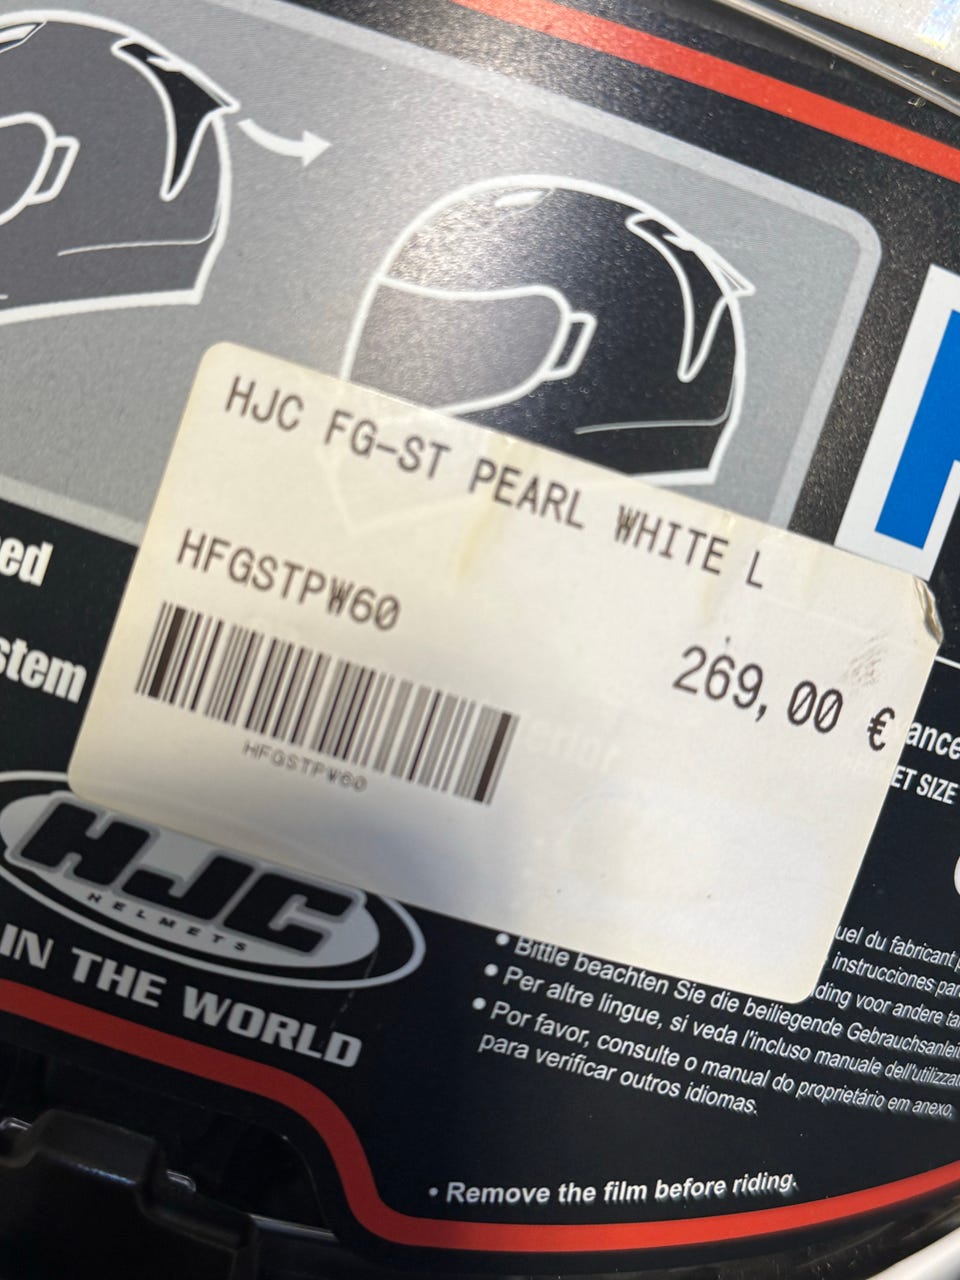 HJC FG-ST PEARL WHITE L
HFGSTPW60
269,00 €
HFGSTPW60
ed
stem
ance
ET SIZE
HJC
HELMETS
IN THE WORLD
uel du fabricant
instrucciones par
• Bittle beachten Sie die beiliegende Gebrauchsanleit
ding voor andere ta
• Per altre lingue, si veda l'incluso manuale dell'utilizzat
• Por favor, consulte o manual do proprietário em anexo,
para verificar outros idiomas.
• Remove the film before riding.